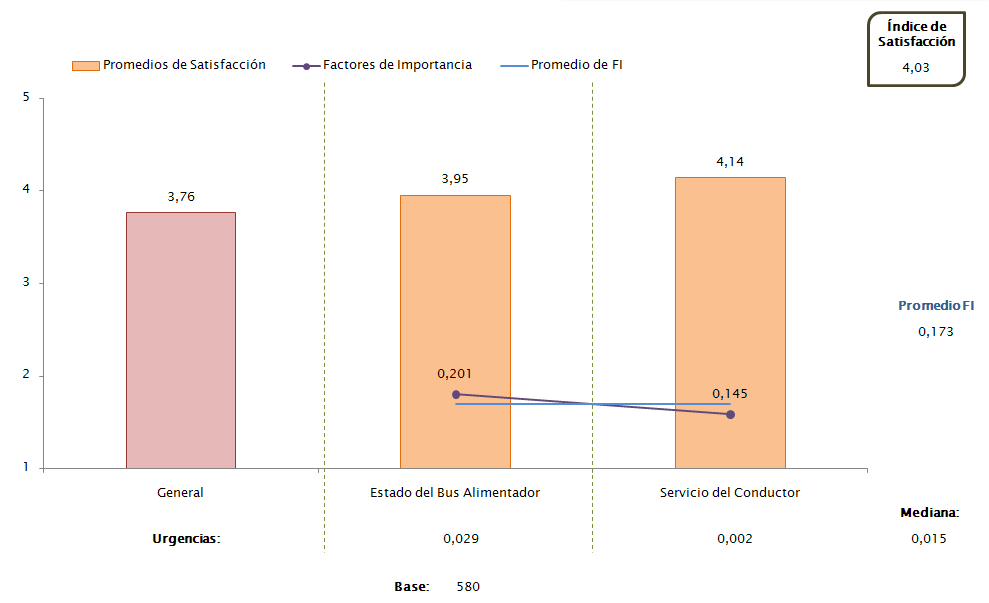 Índice de
Satisfacción
4,03
Promedios de Satisfacción
Factores de Importancia
Promedio de FI
5
4
3
2
1
3,76
3,95
4,14
0,201
0,145
Promedio FI
0,173
General
Estado del Bus Alimentador
Servicio del Conductor
Mediana:
Urgencias:
0,029
0,002
0,015
Base: 580